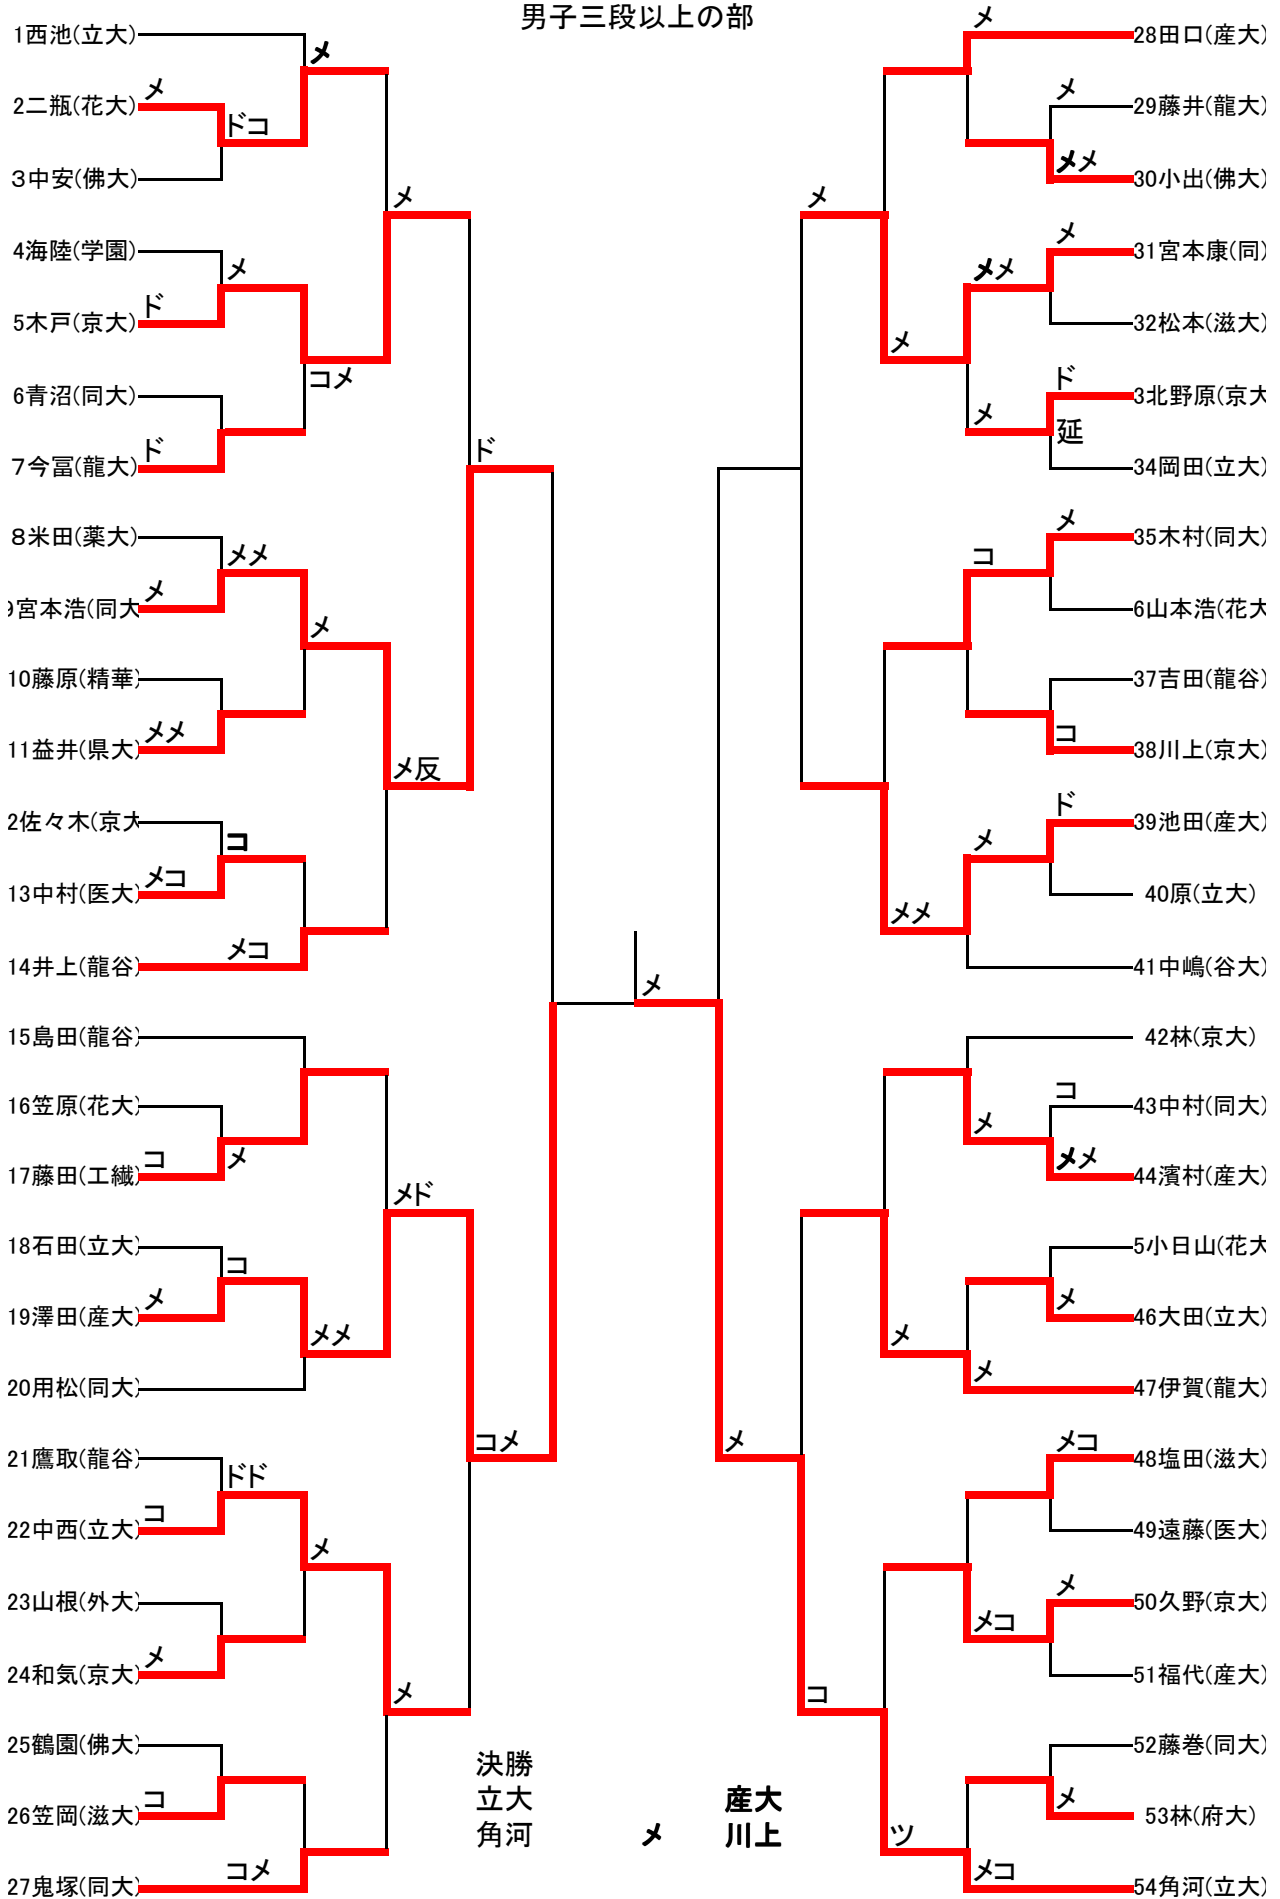 男子三段以上の部
1西池(立大)
メ
2二瓶(花大)
メ
ドコ
3中安(佛大)
メ
4海陸(学園)
メ
5木戸(京大)
ド
コメ
6青沼(同大)
7今冨(龍大)
ド
ド
8米田(薬大)
メメ
9宮本浩(同大
メ
メ
10藤原(精華)
11益井(県大)
メメ
メ反
2佐々木(京大
コ
13中村(医大)
メコ
14井上(龍谷)
メコ
15島田(龍谷)
16笠原(花大)
17藤田(工繊)
コ
メ
メド
18石田(立大)
コ
19澤田(産大)
メ
メメ
20用松(同大)
コメ
21鷹取(龍谷)
ドド
22中西(立大)
コ
メ
23山根(外大)
24和気(京大)
メ
メ
25鶴園(佛大)
26笠岡(滋大)
コ
27鬼塚(同大)
コメ
メ
メ
28田口(産大)
メ
29藤井(龍大)
メメ
30小出(佛大)
メ
メ
31宮本康(同)
メメ
32松本(滋大)
メ
ド
3北野原(京大
メ
延
34岡田(立大)
メ
35木村(同大)
コ
6山本浩(花大
37吉田(龍谷)
コ
38川上(京大)
ド
39池田(産大)
メ
40原(立大)
メメ
41中嶋(谷大)
42林(京大)
コ
43中村(同大)
メ
メメ
44濱村(産大)
5小日山(花大
メ
46大田(立大)
メ
メ
47伊賀(龍大)
メ
メコ
48塩田(滋大)
49遠藤(医大)
メ
50久野(京大)
メコ
51福代(産大)
コ
52藤巻(同大)
メ
53林(府大)
ツ
メコ
54角河(立大)
決勝
立大 産大
角河 メ 川上